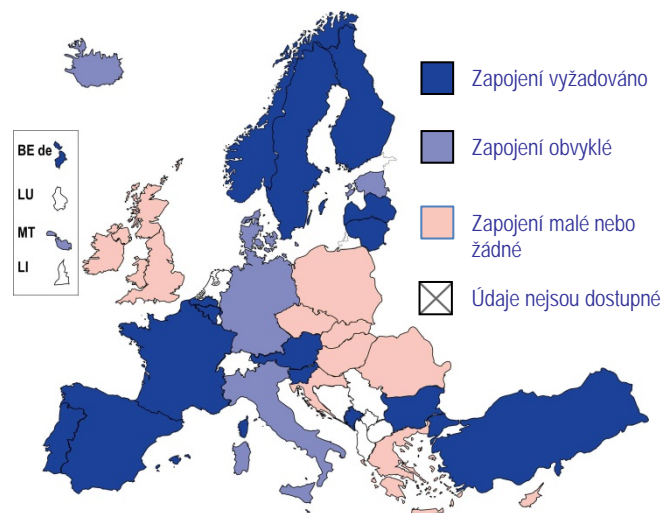 Zapojení vyžadováno
Zapojení obvyklé
Zapojení malé nebo
žádné
Údaje nejsou dostupné
BE de
LU
MT
LI